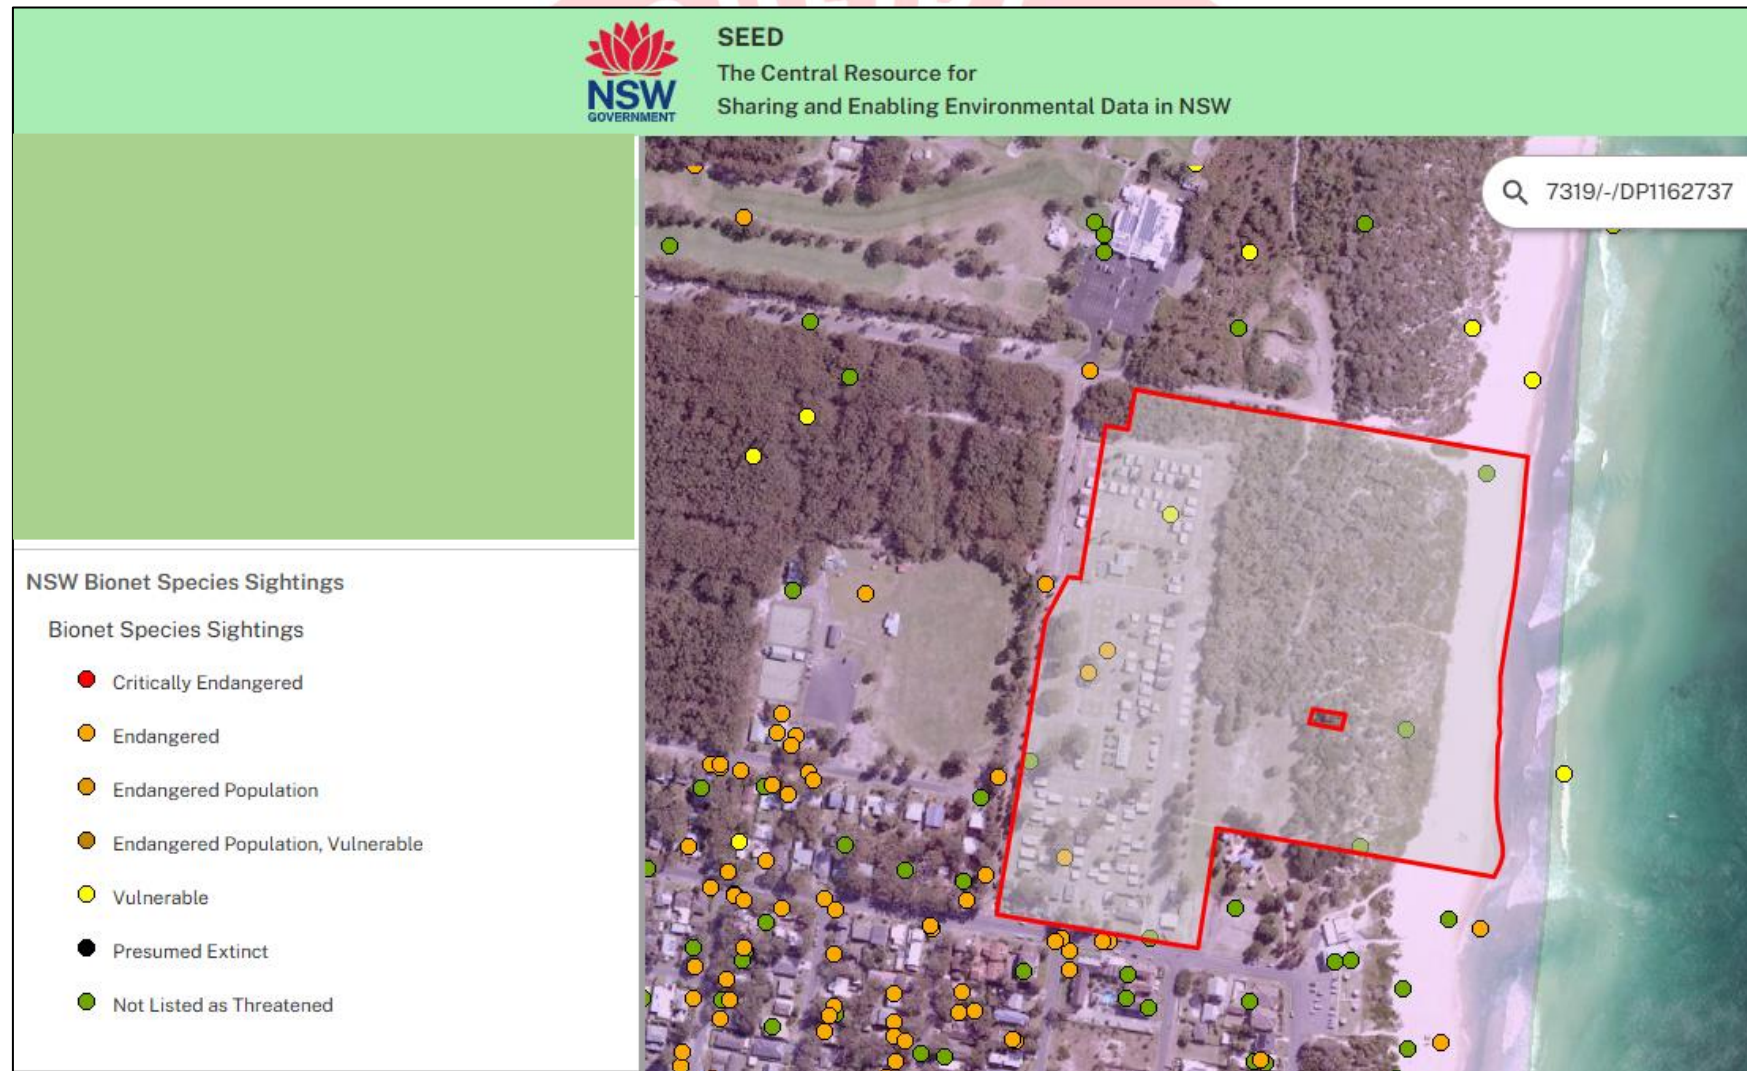 NSW
GOVERNMENT
SEED
The Central Resource for
Sharing and Enabling Environmental Data in NSW
7319/-/DP1162737
NSW Bionet Species Sightings
Bionet Species Sightings
Critically Endangered
Endangered
Endangered Population
Endangered Population, Vulnerable
Vulnerable
Presumed Extinct
Not Listed as Threatened